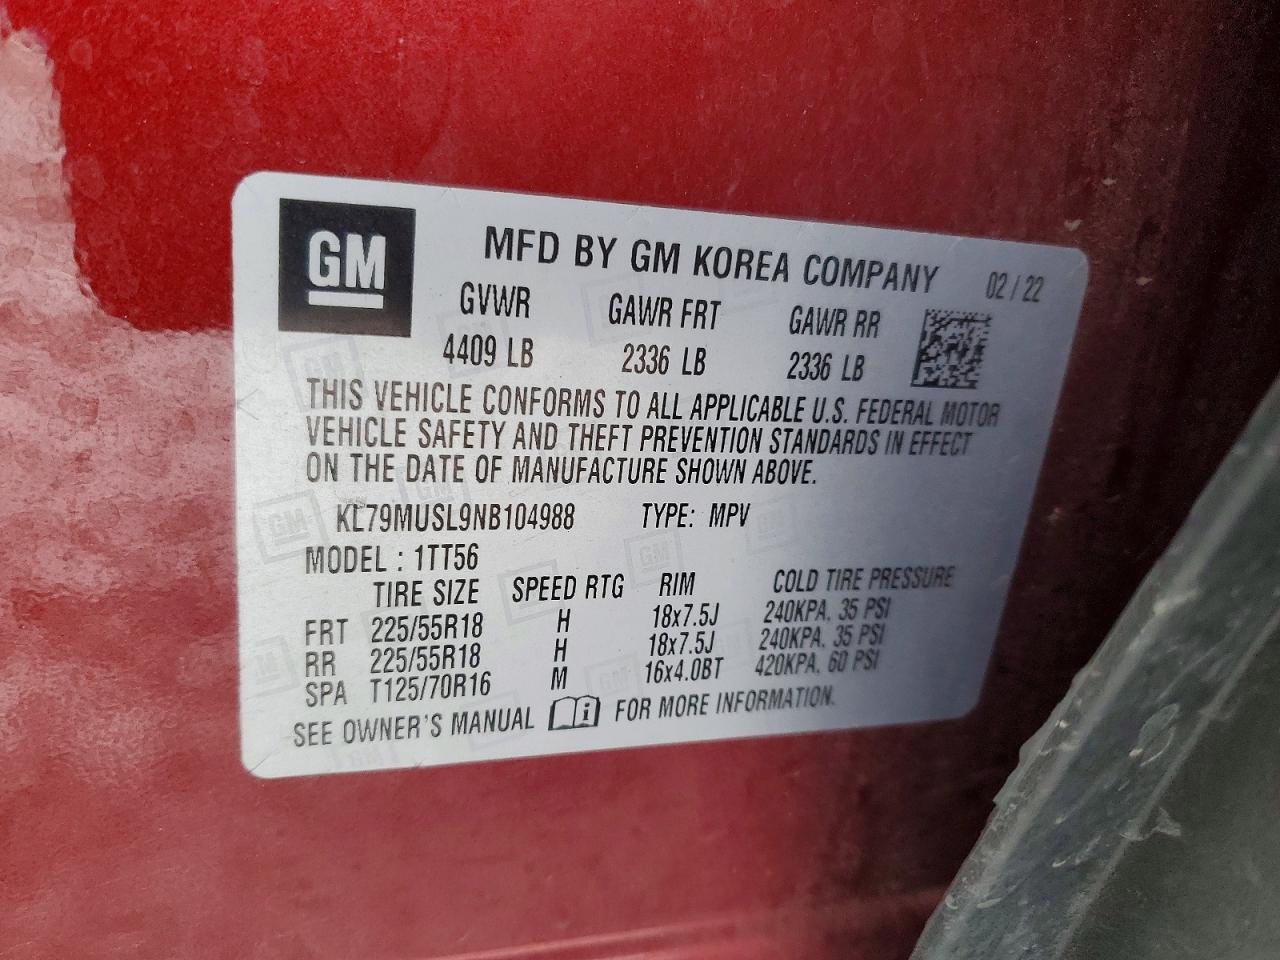 GM
MFD BY GM KOREA COMPANY 02 / 22
GVWR GAWR FRT GAWR RR
4409 LB 2336 LB 2336 LB
THIS VEHICLE CONFORMS TO ALL APPLICABLE U.S. FEDERAL MOTOR
VEHICLE SAFETY AND THEFT PREVENTION STANDARDS IN EFFECT
ON THE DATE OF MANUFACTURE SHOWN ABOVE.
KL79MUSL9NB104988 TYPE: MPV
MODEL : 1TT56
TIRE SIZE SPEED RTG RIM COLD TIRE PRESSURE
FRT 225/55R18 H 18x7.5J 240KPA, 35 PSI
RR 225/55R18 H 18x7.5J 240KPA, 35 PSI
SPA T125/70R16 M 16x4.0BT 420KPA, 60 PSI
SEE OWNER'S MANUAL i FOR MORE INFORMATION.